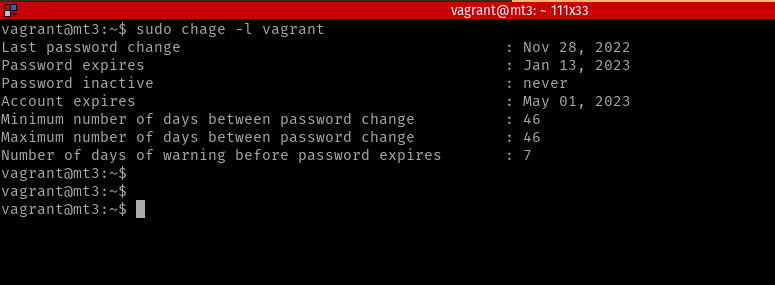 vagrant@mt3: ~ 111x33
vagrant@mt3:~$ sudo chage -l vagrant
Last password change : Nov 28, 2022
Password expires : Jan 13, 2023
Password inactive : never
Account expires : May 01, 2023
Minimum number of days between password change : 46
Maximum number of days between password change : 46
Number of days of warning before password expires : 7
vagrant@mt3:~$
vagrant@mt3:~$
vagrant@mt3:~$